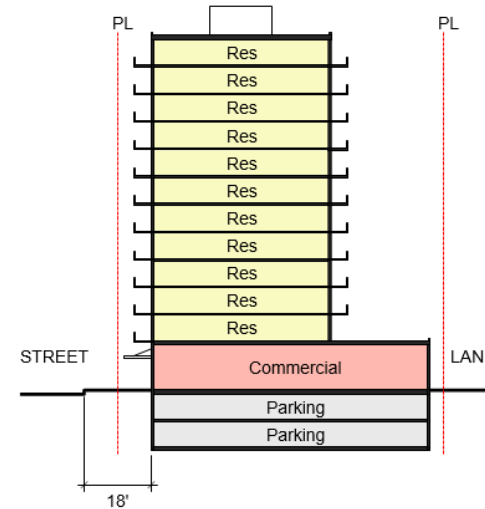 PL PL
Res
Res
Res
Res
Res
Res
Res
Res
Res
Res
Res
STREET Commercial LAN
Parking
Parking
18'